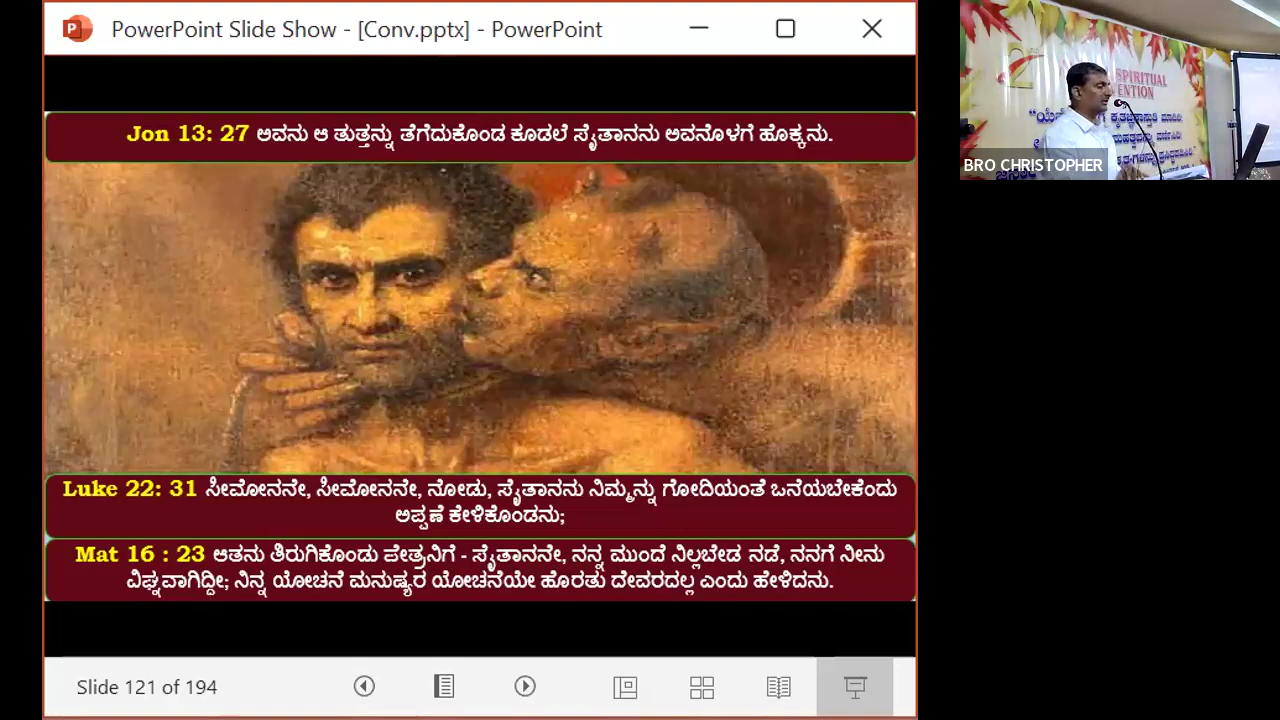 PowerPoint Slide Show - [Conv.pptx] - PowerPoint
Jon 13: 27 ಅವನು ಆ ತುತ್ತನ್ನು ತೆಗೆದುಕೊಂಡ ಕೂಡಲೆ ಸೈತಾನನು ಅವನೊಳಗೆ ಹೊಕ್ಕನು.
Luke 22: 31 ಸೀಮೋನನೇ, ಸೀಮೋನನೇ, ನೋಡು, ಸೈತಾನನು ನಿಮ್ಮನ್ನು ಗೋದಿಯಂತೆ ಒನೆಯಬೇಕೆಂದು
ಅಪ್ಪಣೆ ಕೇಳಿಕೊಂಡನು;
Mat 16 : 23 ಆತನು ತಿರುಗಿಕೊಂಡು ಪೇತ್ರನಿಗೆ - ಸೈತಾನನೇ, ನನ್ನ ಮುಂದೆ ನಿಲ್ಲಬೇಡ ನಡೆ, ನನಗೆ ನೀನು
ವಿಘ್ನವಾಗಿದ್ದೀ; ನಿನ್ನ ಯೋಚನೆ ಮನುಷ್ಯರ ಯೋಚನೆಯೇ ಹೊರತು ದೇವರದಲ್ಲ ಎಂದು ಹೇಳಿದನು.
Slide 121 of 194
SPIRITUAL
BRO CHRISTOPHER